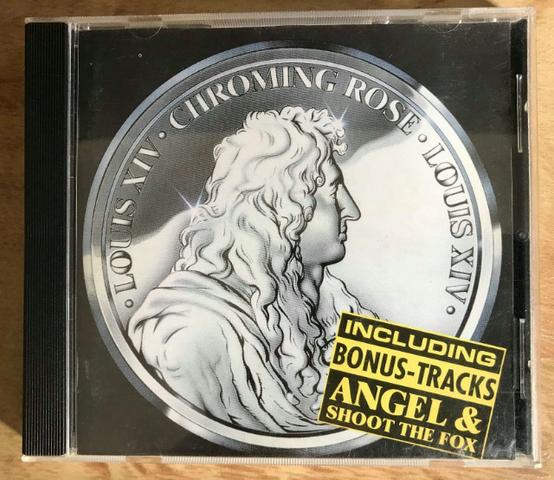 · LOUIS XIV · CHROMING ROSE · LOUIS XIV ·
INCLUDING
BONUS-TRACKS
ANGEL &
SHOOT THE FOX